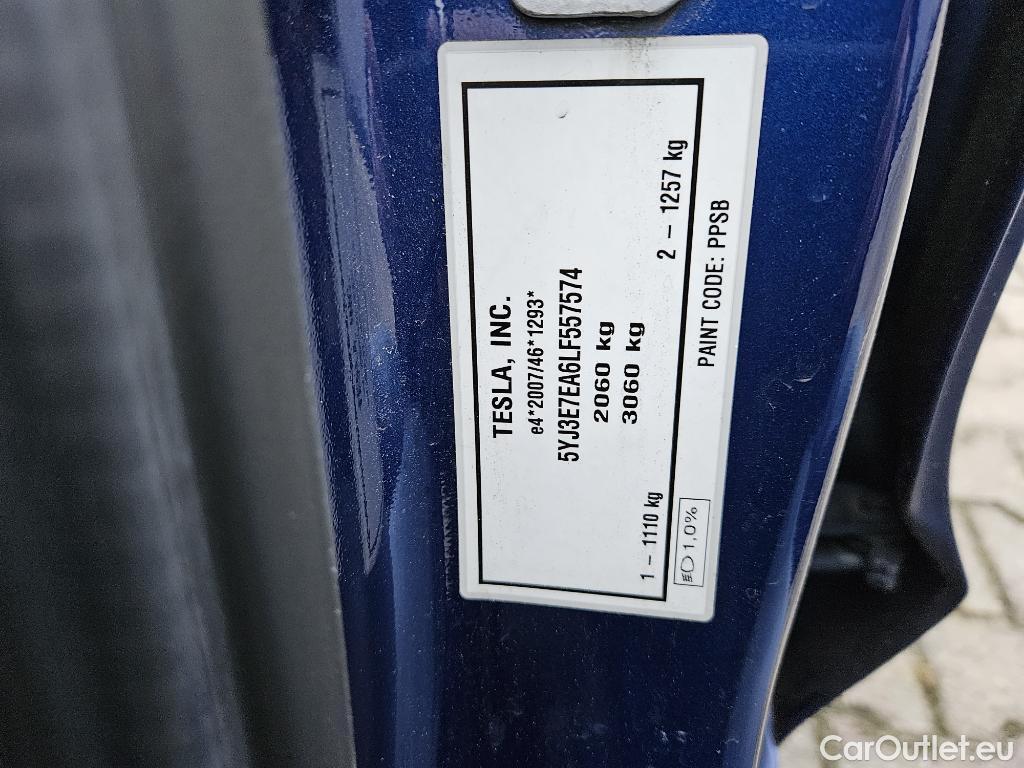 TESLA, INC.
e4*2007/46*1293*
5YJ3E7EA6LF557574
2060 kg
3060 kg
1 – 1110 kg
2 – 1257 kg
1,0%
PAINT CODE: PPSB
CarOutlet.eu